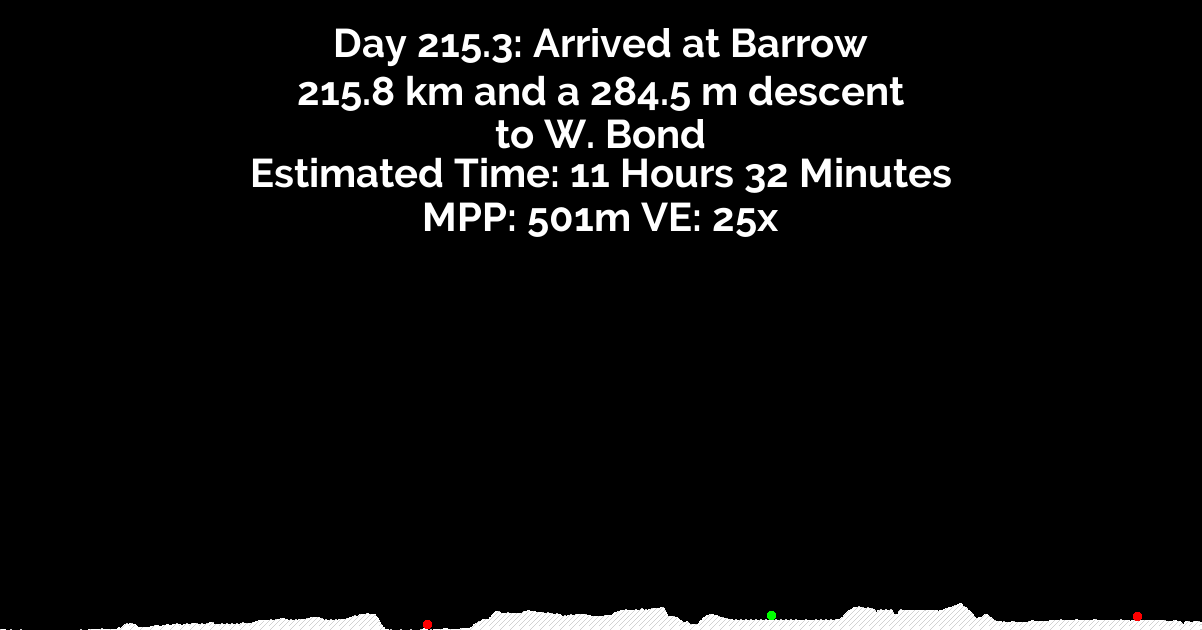 Day 215.3: Arrived at Barrow
215.8 km and a 284.5 m descent
to W. Bond
Estimated Time: 11 Hours 32 Minutes
MPP: 501m VE: 25x